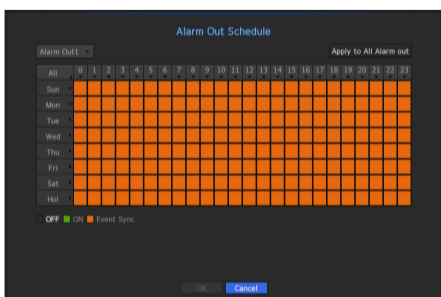 Alarm Out Schedule
Alarm Out1 Apply to All Alarm out
All 0 1 2 3 4 5 6 7 8 9 10 11 12 13 14 15 16 17 18 19 20 21 22 23
Sun
Mon
Tue
Wed
Thu
Fri
Sat
Hol
OFF ON Event Sync
OK Cancel